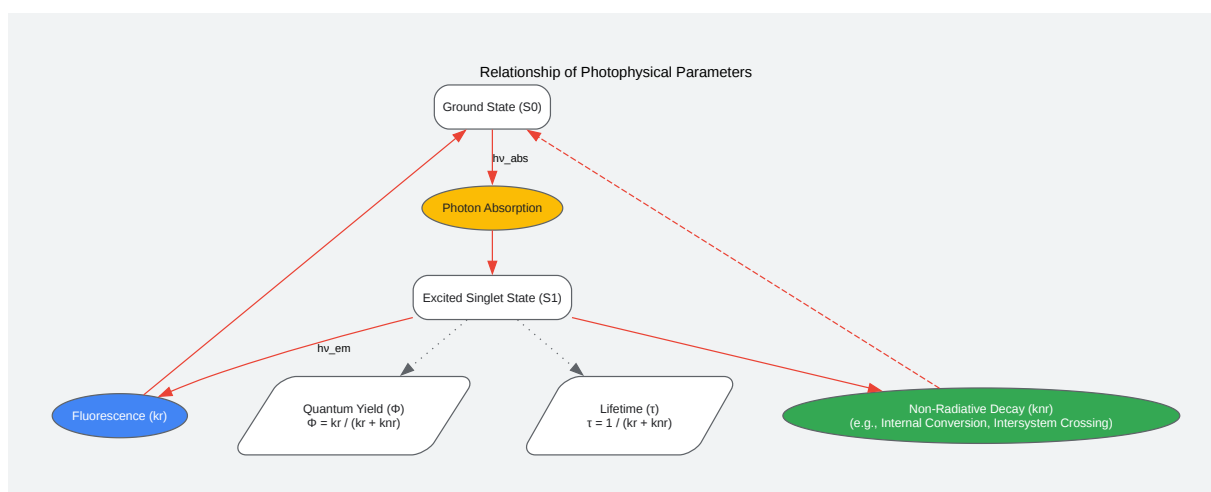 Relationship of Photophysical Parameters
Ground State (S0)
hν_abs
Photon Absorption
Excited Singlet State (S1)
hν_em
Fluorescence (kr)
Quantum Yield (Φ)
Φ = kr / (kr + knr)
Lifetime (τ)
τ = 1 / (kr + knr)
Non-Radiative Decay (knr)
(e.g., Internal Conversion, Intersystem Crossing)